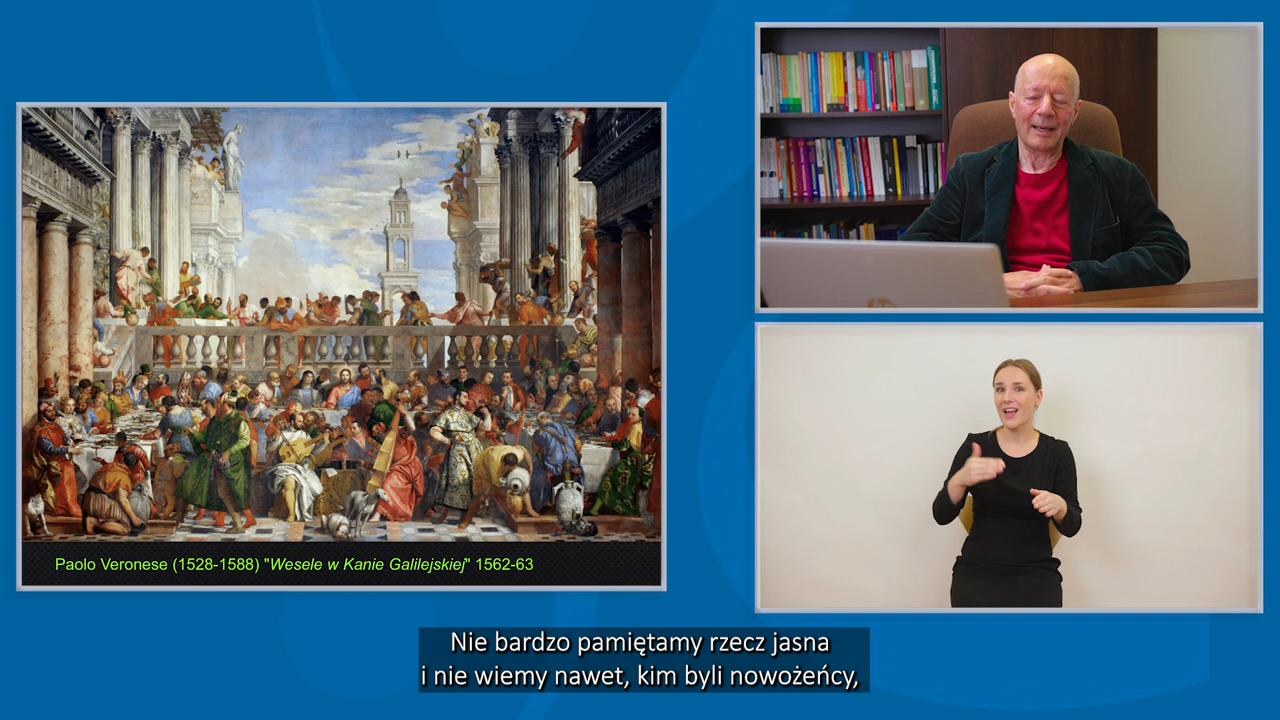 Paolo Veronese (1528-1588) "Wesele w Kanie Galilejskiej" 1562-63
Nie bardzo pamiętamy rzecz jasna
i nie wiemy nawet, kim byli nowożeńcy,